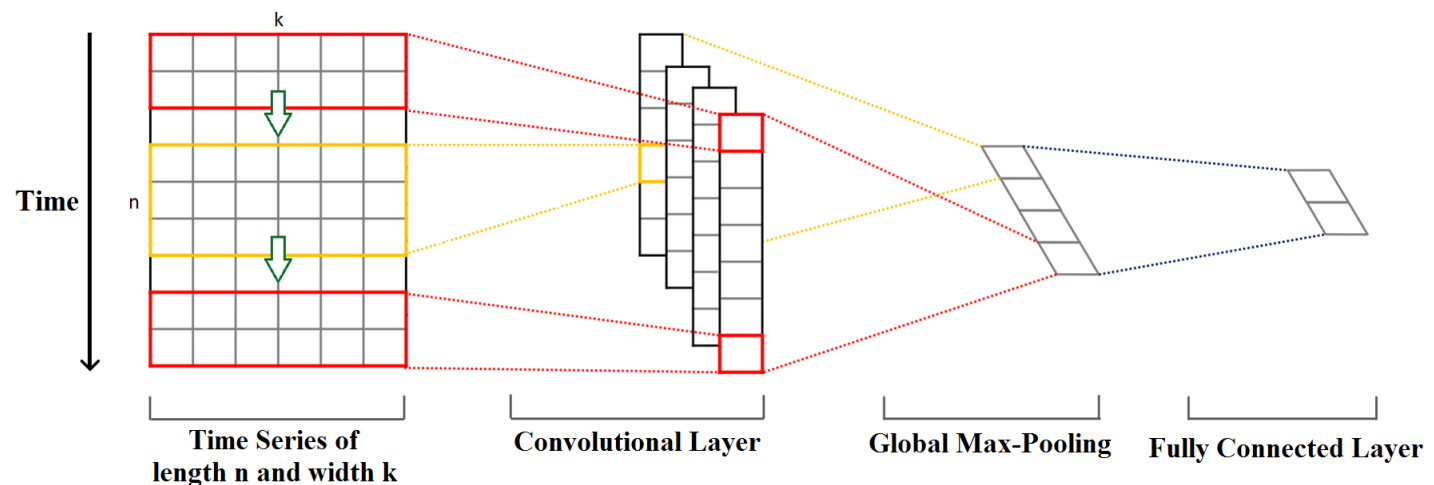 k
Time
n
Time Series of
length n and width k
Convolutional Layer
Global Max-Pooling
Fully Connected Layer